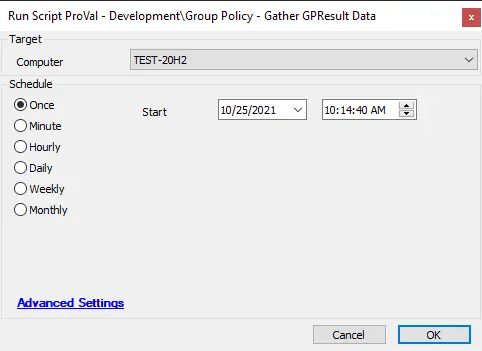 Run Script ProVal - Development\Group Policy - Gather GPResult Data
x
Target
Computer
TEST-20H2
Schedule
Once
Start
10/25/2021
10:14:40 AM
Minute
Hourly
Daily
Weekly
Monthly
Advanced Settings
Cancel
OK